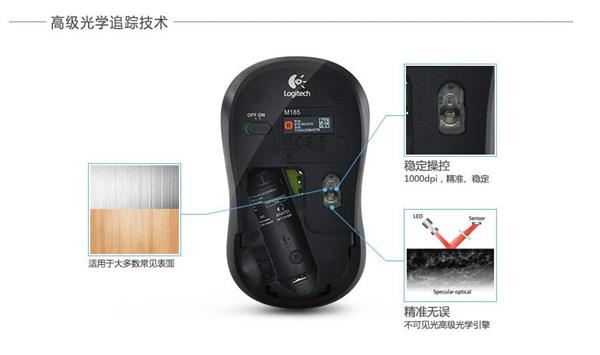 高级光学追踪技术
Logitech
OFF ON
M185
稳定操控
1000dpi，精准、稳定
适用于大多数常见表面
LED
Sensor
Specular optical
精准无误
不可见光高级光学引擎